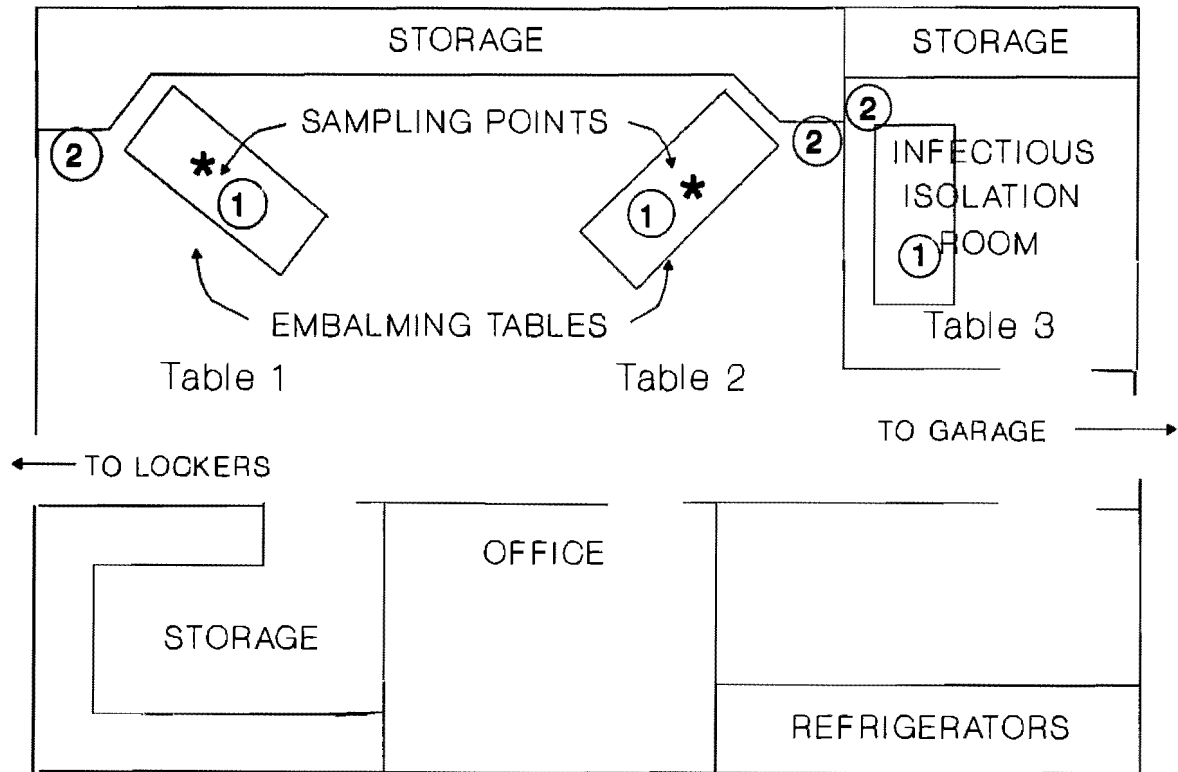 STORAGE
STORAGE
SAMPLING POINTS
2
2
2
*
*
1
1
INFECTIOUS
ISOLATION
ROOM
1
EMBALMING TABLES
Table 1
Table 2
Table 3
TO GARAGE
TO LOCKERS
OFFICE
STORAGE
REFRIGERATORS